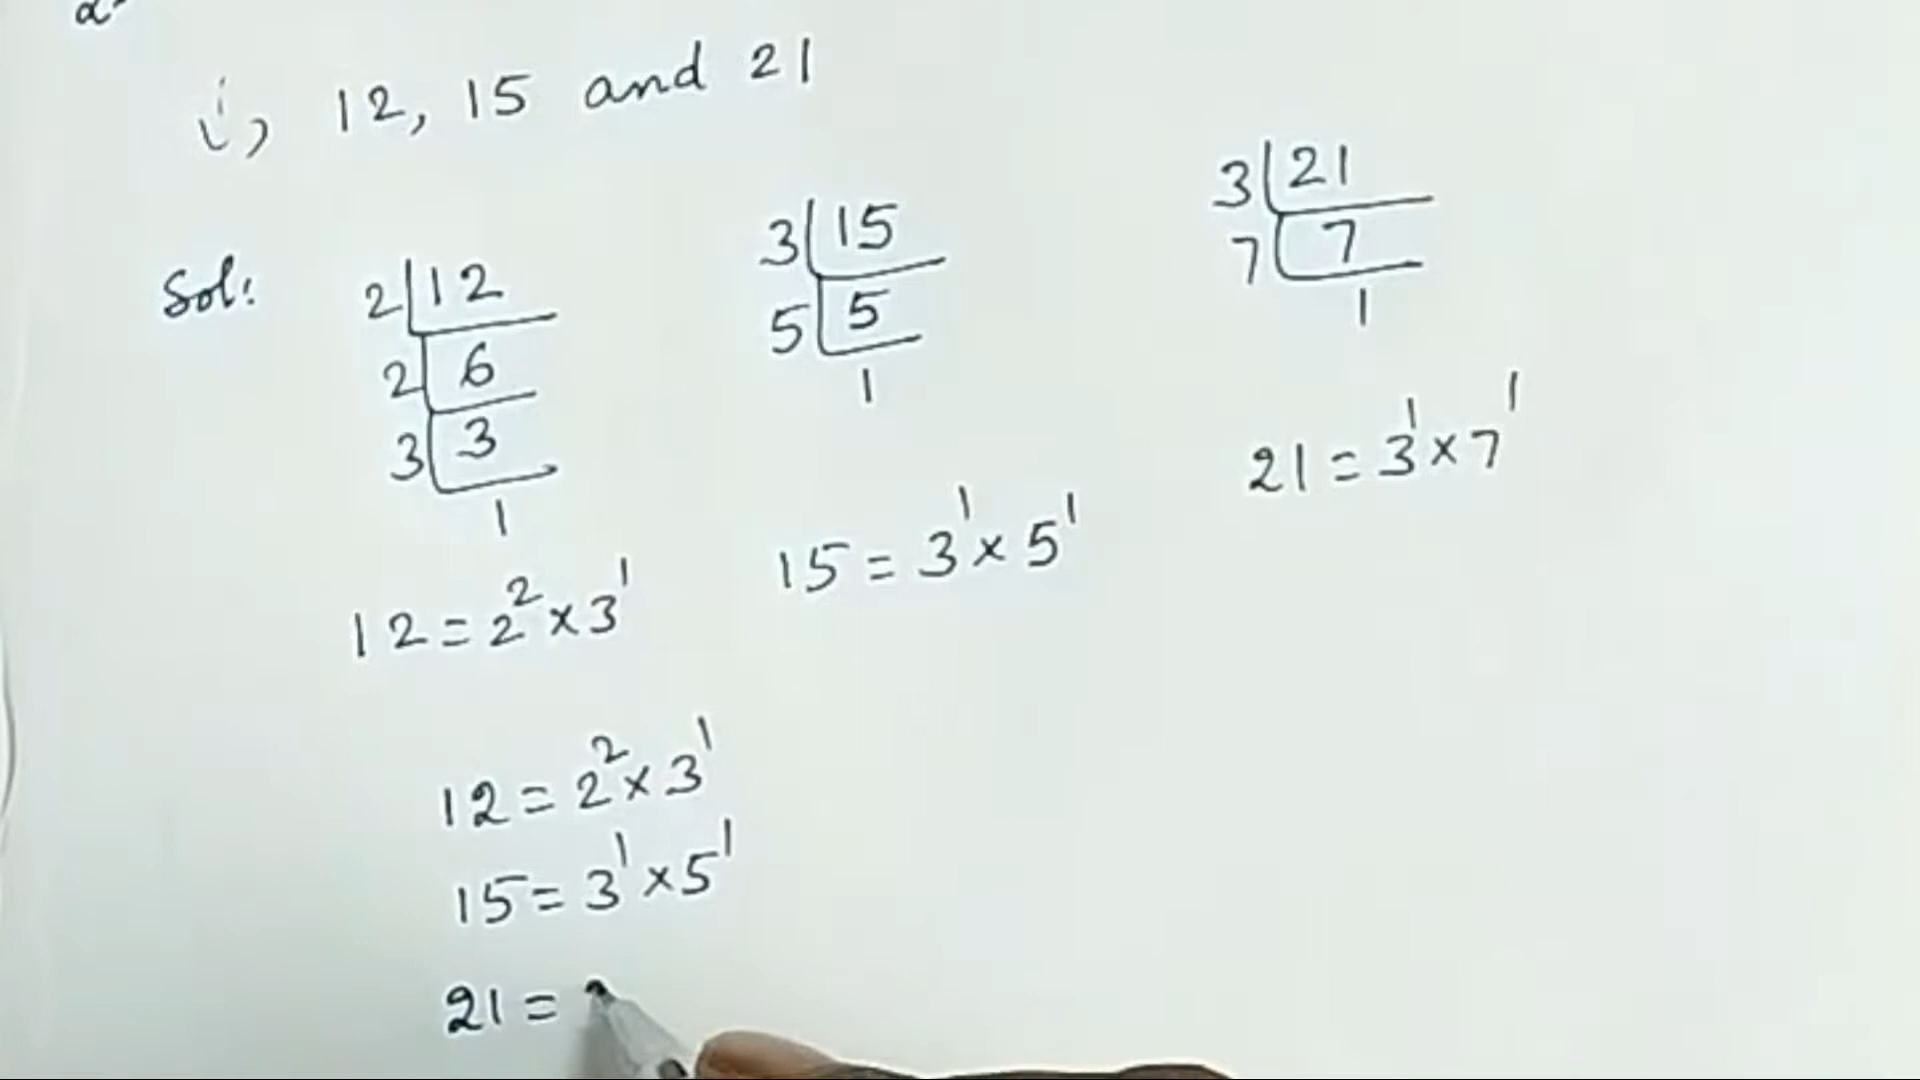 i) 12, 15 and 21
Sol:
2|12
2|6
3|3
1
12 = 2² × 3¹
3|15
5|5
1
15 = 3¹ × 5¹
3|21
7|7
1
21 = 3¹ × 7¹
12 = 2² × 3¹
15 = 3¹ × 5¹
21 =